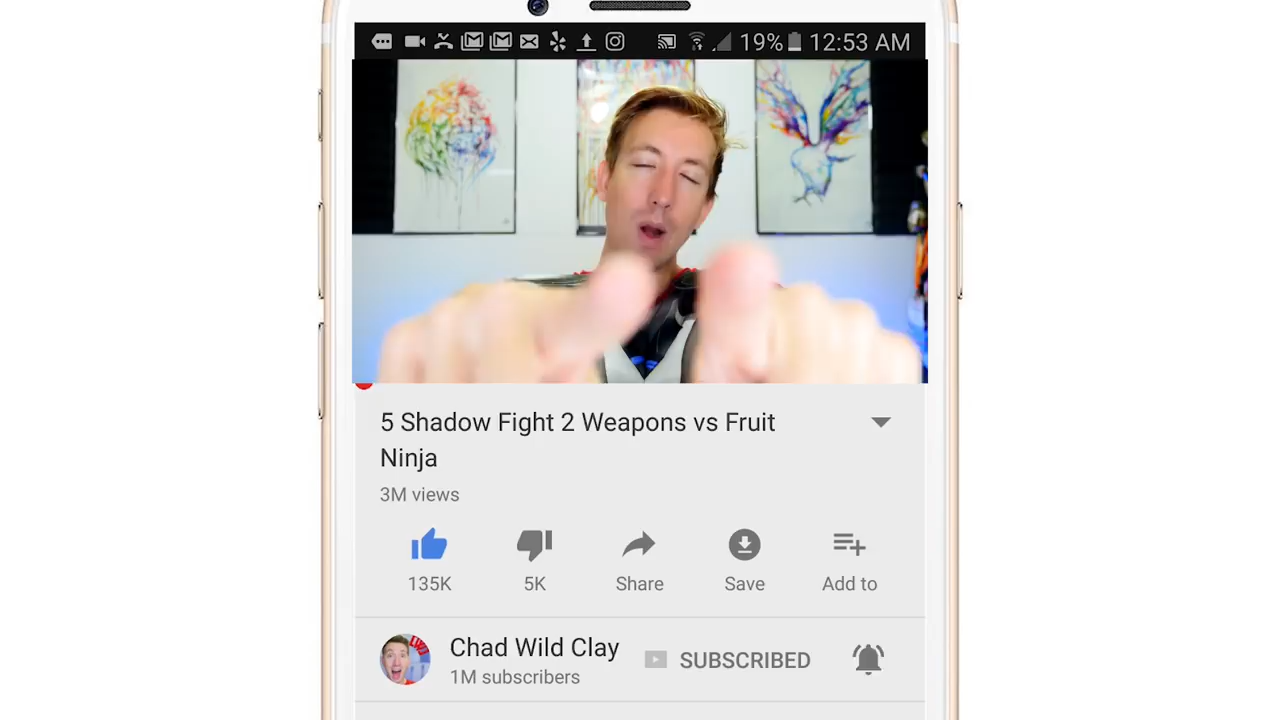 19% 12:53 AM
5 Shadow Fight 2 Weapons vs Fruit
Ninja
3M views
135K 5K Share Save Add to
Chad Wild Clay
SUBSCRIBED
1M subscribers